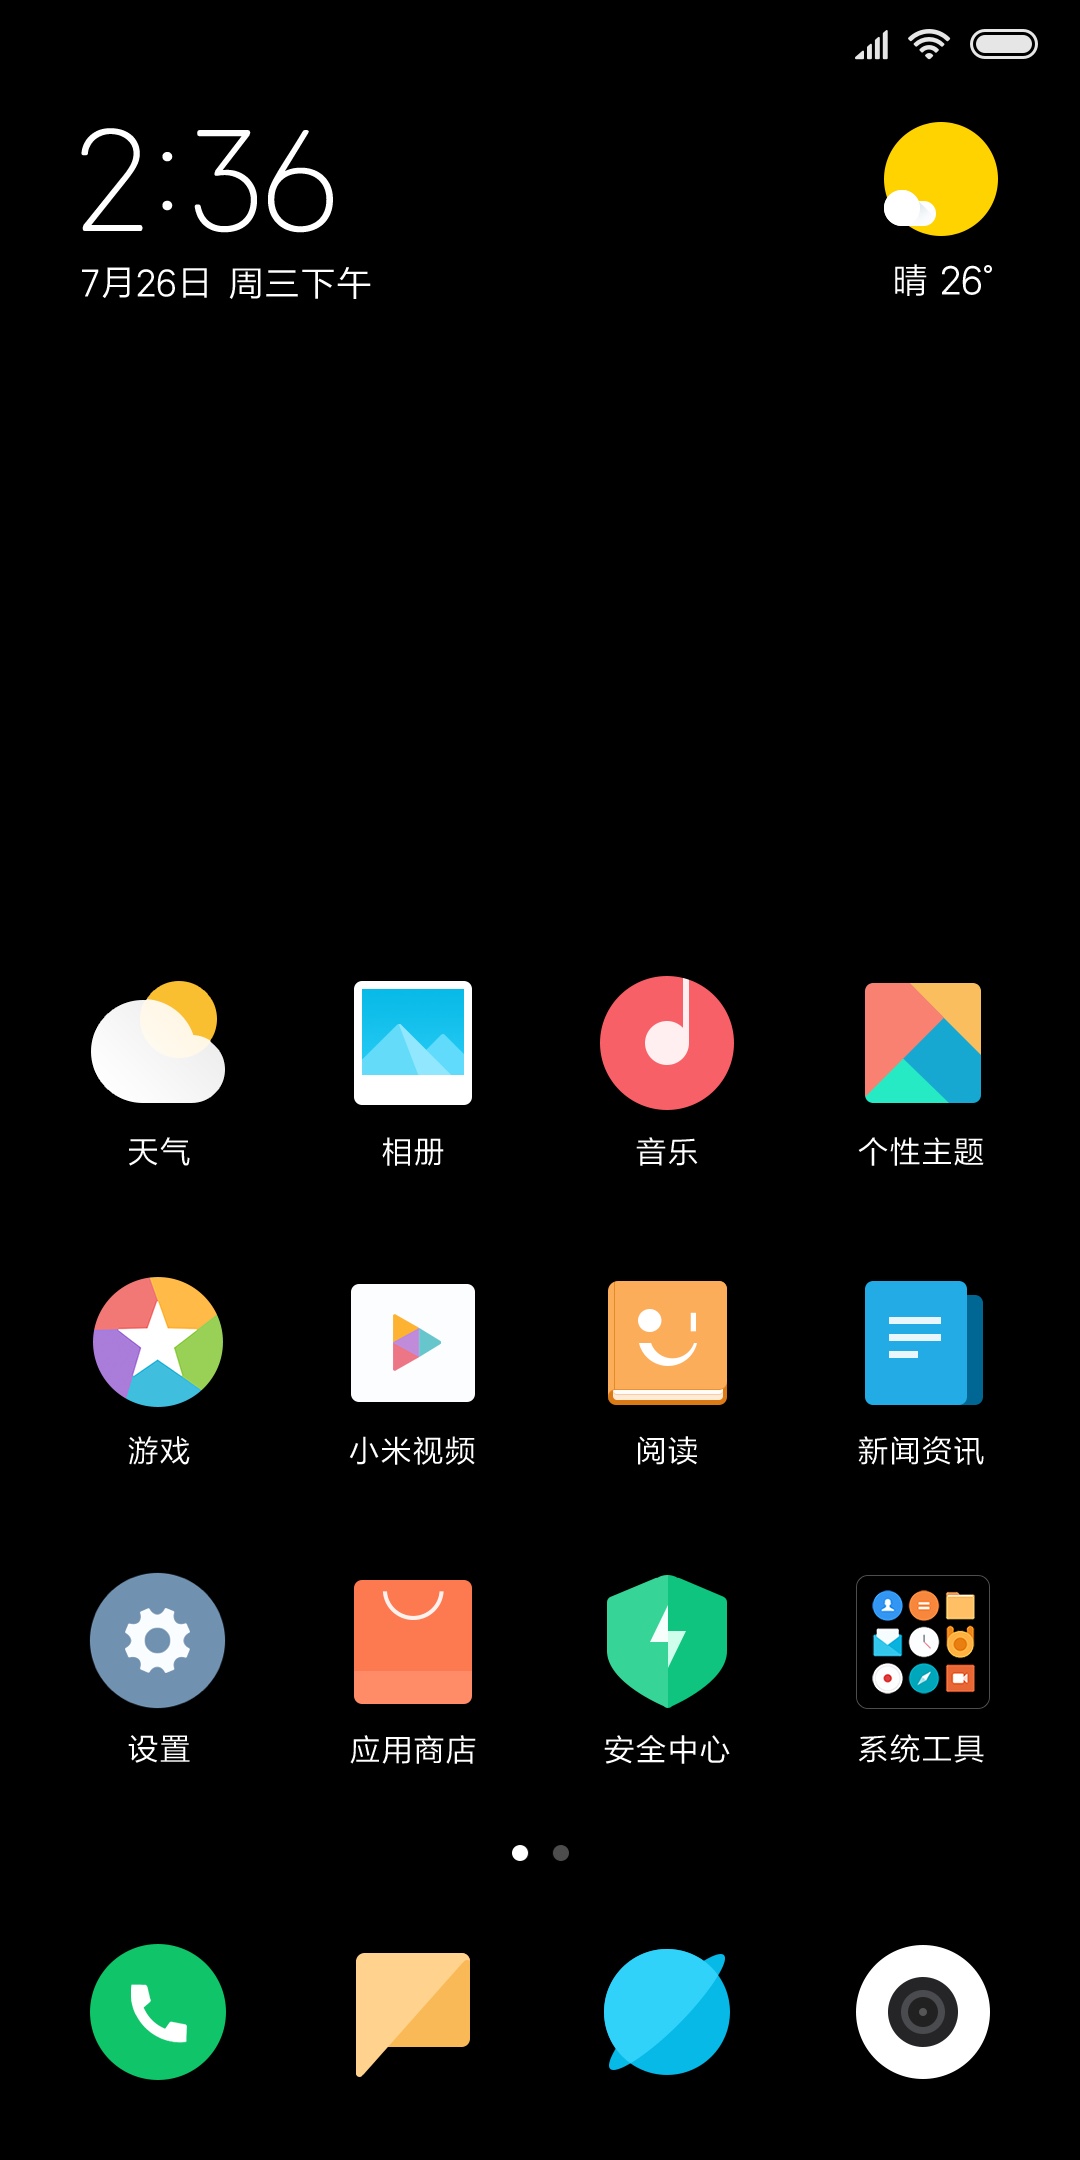 2:36
7月26日 周三下午
晴 26°
天气
相册
音乐
个性主题
游戏
小米视频
阅读
新闻资讯
设置
应用商店
安全中心
系统工具